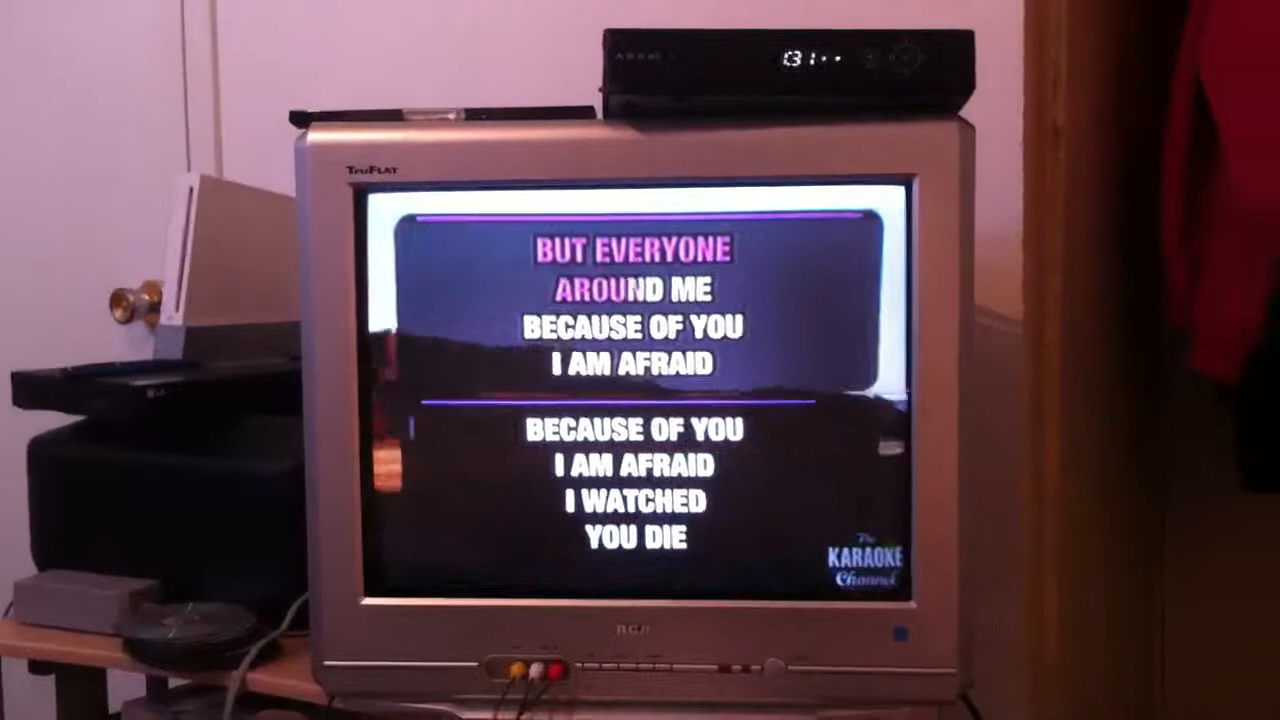 TruFLAT
BUT EVERYONE
AROUND ME
BECAUSE OF YOU
I AM AFRAID
BECAUSE OF YOU
I AM AFRAID
I WATCHED
YOU DIE
The
KARAOKE
Channel
RCA